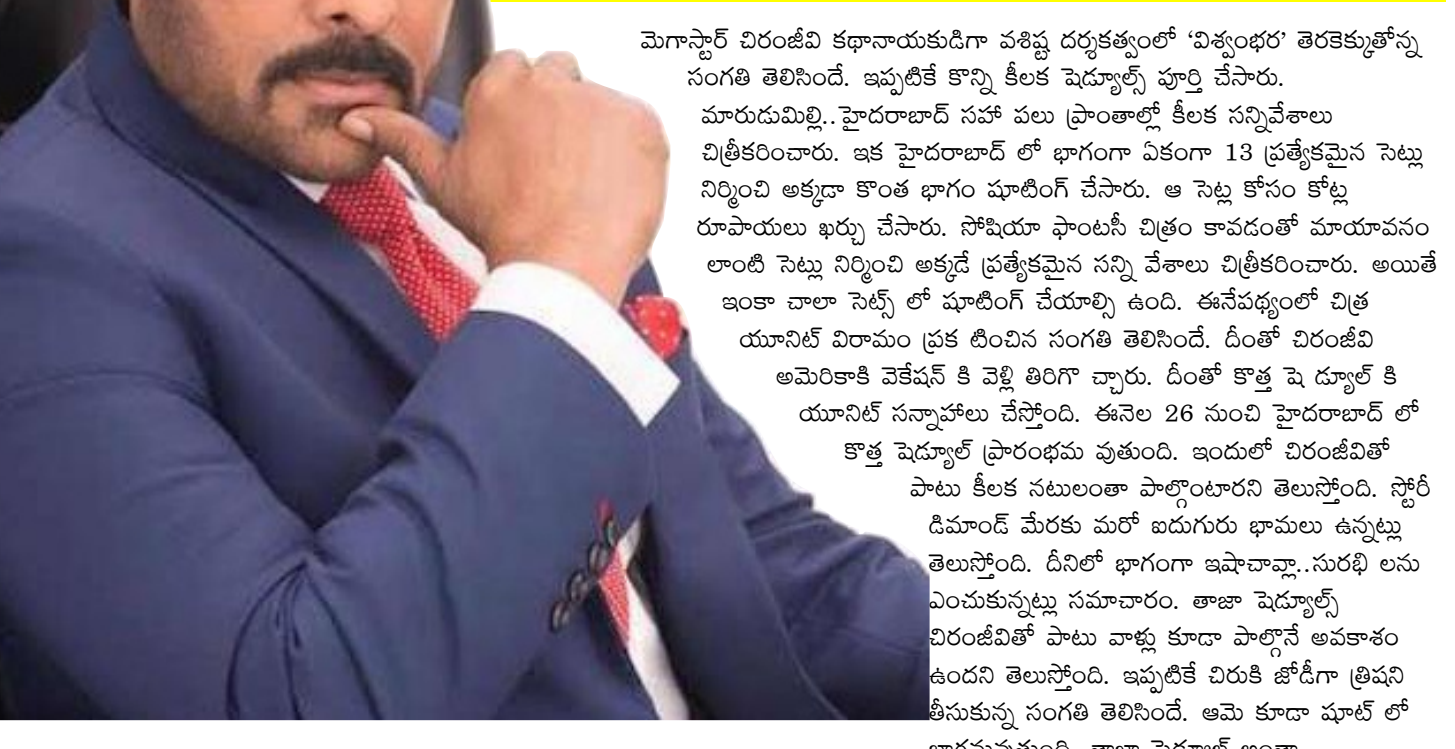 మెగాస్టార్ చిరంజీవి కథానాయకుడిగా వశిష్ట దర్శకత్వంలో ‘విశ్వంభర’ తెరకెక్కుతోన్న
సంగతి తెలిసిందే. ఇప్పటికే కొన్ని కీలక షెడ్యూల్స్ పూర్తి చేసారు.
మారుడుమిల్లి..హైదరాబాద్ సహా పలు ప్రాంతాల్లో కీలక సన్నివేశాలు
చిత్రీకరించారు. ఇక హైదరాబాద్ లో భాగంగా ఏకంగా 13 ప్రత్యేకమైన సెట్లు
నిర్మించి అక్కడా కొంత భాగం షూటింగ్ చేసారు. ఆ సెట్ల కోసం కోట్ల
రూపాయలు ఖర్చు చేసారు. సోషియా ఫాంటసీ చిత్రం కావడంతో మాయావనం
లాంటి సెట్లు నిర్మించి అక్కడే ప్రత్యేకమైన సన్ని వేశాలు చిత్రీకరించారు. అయితే
ఇంకా చాలా సెట్స్ లో షూటింగ్ చేయాల్సి ఉంది. ఈనేపథ్యంలో చిత్ర
యూనిట్ విరామం ప్రక టించిన సంగతి తెలిసిందే. దీంతో చిరంజీవి
అమెరికాకి వెకేషన్ కి వెళ్లి తిరిగొ చ్చారు. దీంతో కొత్త షె డ్యూల్ కి
యూనిట్ సన్నాహాలు చేస్తోంది. ఈనెల 26 నుంచి హైదరాబాద్ లో
కొత్త షెడ్యూల్ ప్రారంభమ వుతుంది. ఇందులో చిరంజీవితో
పాటు కీలక నటులంతా పాల్గొంటారని తెలుస్తోంది. స్టోరీ
డిమాండ్ మేరకు మరో ఐదుగురు భామలు ఉన్నట్లు
తెలుస్తోంది. దీనిలో భాగంగా ఇషాచావ్లా..సురభి లను
ఎంచుకున్నట్లు సమాచారం. తాజా షెడ్యూల్స్
చిరంజీవితో పాటు వాళ్లు కూడా పాల్గొనే అవకాశం
ఉందని తెలుస్తోంది. ఇప్పటికే చిరుకి జోడీగా త్రిషని
తీసుకున్న సంగతి తెలిసిందే. ఆమె కూడా షూట్ లో